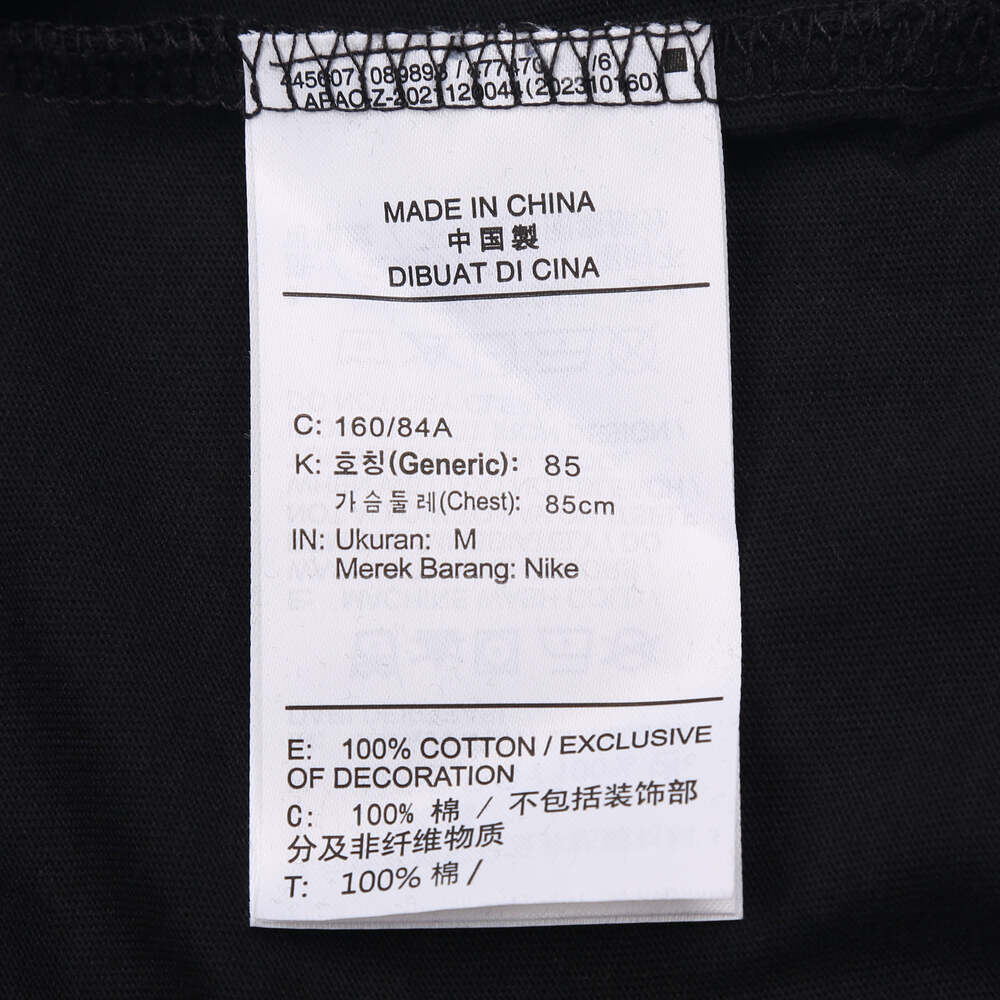 MADE IN CHINA
中国製
DIBUAT DI CINA
C: 160/84A
K: 호칭(Generic): 85
가슴둘레(Chest): 85cm
IN: Ukuran: M
Merek Barang: Nike
E: 100% COTTON / EXCLUSIVE
OF DECORATION
C: 100% 棉 / 不包括装饰部
分及非纤维物质
T: 100% 棉 /